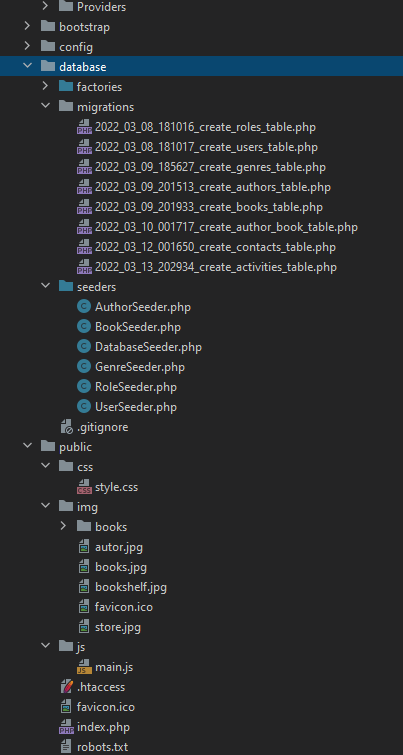 Providers
bootstrap
config
database
factories
migrations
2022_03_08_181016_create_roles_table.php
2022_03_08_181017_create_users_table.php
2022_03_09_185627_create_genres_table.php
2022_03_09_201513_create_authors_table.php
2022_03_09_201933_create_books_table.php
2022_03_10_001717_create_author_book_table.php
2022_03_12_001650_create_contacts_table.php
2022_03_13_202934_create_activities_table.php
seeders
AuthorSeeder.php
BookSeeder.php
DatabaseSeeder.php
GenreSeeder.php
RoleSeeder.php
UserSeeder.php
.gitignore
public
css
style.css
img
books
autor.jpg
books.jpg
bookshelf.jpg
favicon.ico
store.jpg
js
main.js
.htaccess
favicon.ico
index.php
robots.txt